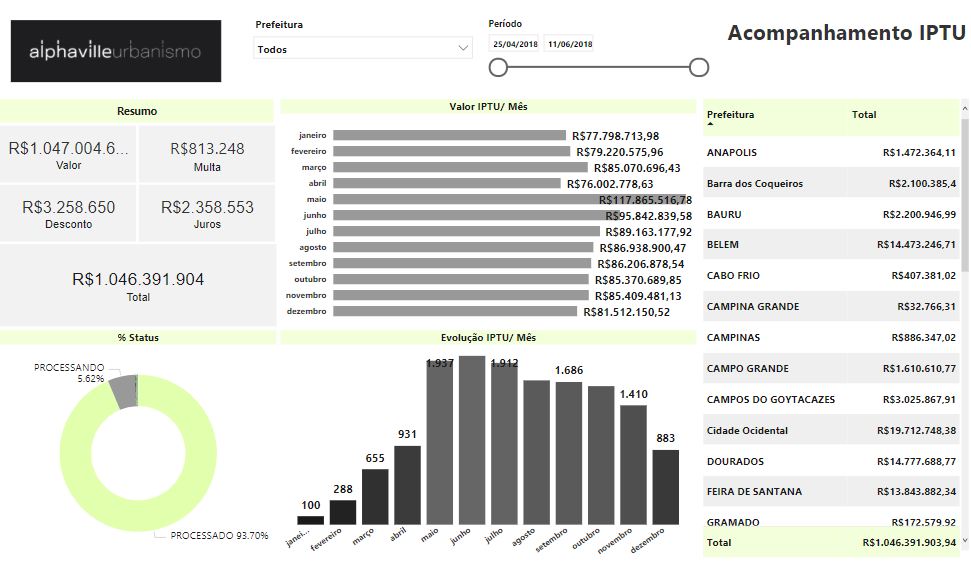 alphavilleurbanismo
Prefeitura
Todos
Período
25/04/2018 11/06/2018
Acompanhamento IPTU
Resumo
R$1.047.004.6...
Valor
R$813.248
Multa
R$3.258.650
Desconto
R$2.358.553
Juros
R$1.046.391.904
Total
Valor IPTU/ Mês
janeiro R$77.798.713,98
fevereiro R$79.220.575,96
março R$85.070.696,43
abril R$76.002.778,63
maio R$117.865.516,78
junho R$95.842.839,58
julho R$89.163.177,92
agosto R$86.938.900,47
setembro R$86.206.878,54
outubro R$85.370.689,85
novembro R$85.409.481,13
dezembro R$81.512.150,52
% Status
PROCESSANDO
5.62%
PROCESSADO 93.70%
Evolução IPTU/ Mês
100 288 655 931 1.937 1.912 1.686 1.410 883
janei... fevereiro março abril maio junho julho agosto setembro outubro novembro dezembro
Prefeitura Total
ANAPOLIS R$1.472.364,11
Barra dos Coqueiros R$2.100.385,4
BAURU R$2.200.946,99
BELEM R$14.473.246,71
CABO FRIO R$407.381,02
CAMPINA GRANDE R$32.766,31
CAMPINAS R$886.347,02
CAMPO GRANDE R$1.610.610,77
CAMPOS DO GOYTACAZES R$3.025.867,91
Cidade Ocidental R$19.712.748,38
DOURADOS R$14.777.688,77
FEIRA DE SANTANA R$13.843.882,34
GRAMADO R$172.579,92
Total R$1.046.391.903,94